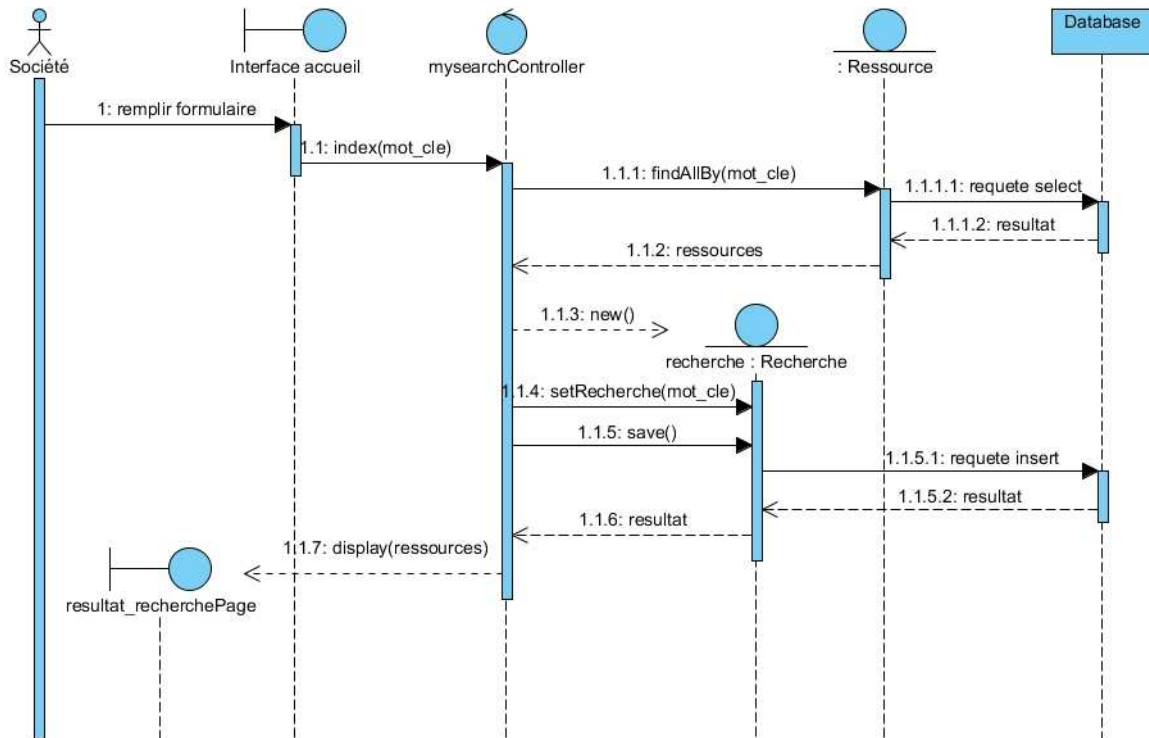 Database
Société
Interface accueil
mysearchController
: Ressource
1: remplir formulaire
1.1: index(mot_cle)
1.1.1: findAllBy(mot_cle)
1.1.1.1: requete select
1.1.1.2: resultat
1.1.2: ressources
1.1.3: new()
recherche : Recherche
1.1.4: setRecherche(mot_cle)
1.1.5: save()
1.1.5.1: requete insert
1.1.5.2: resultat
1.1.6: resultat
1.1.7: display(ressources)
resultat_recherchePage